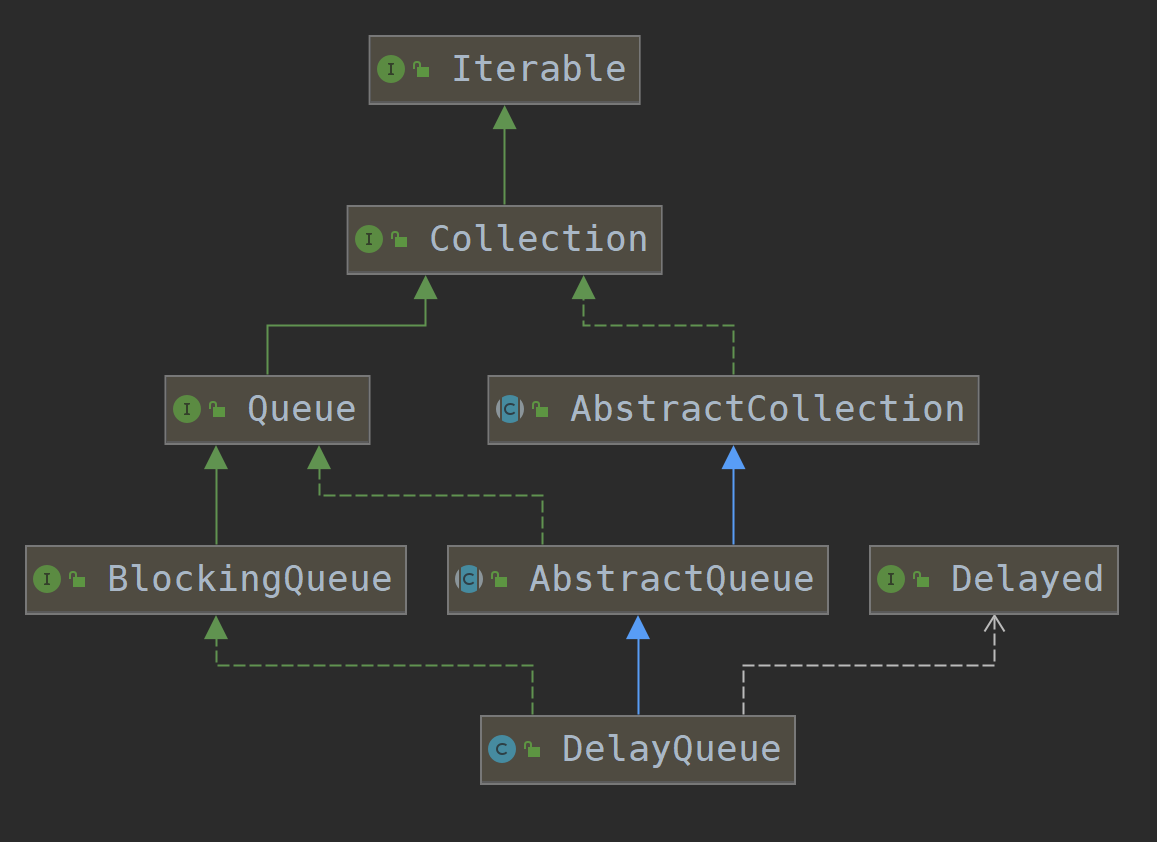 I Iterable
I Collection
I Queue
C AbstractCollection
I BlockingQueue
C AbstractQueue
I Delayed
C DelayQueue